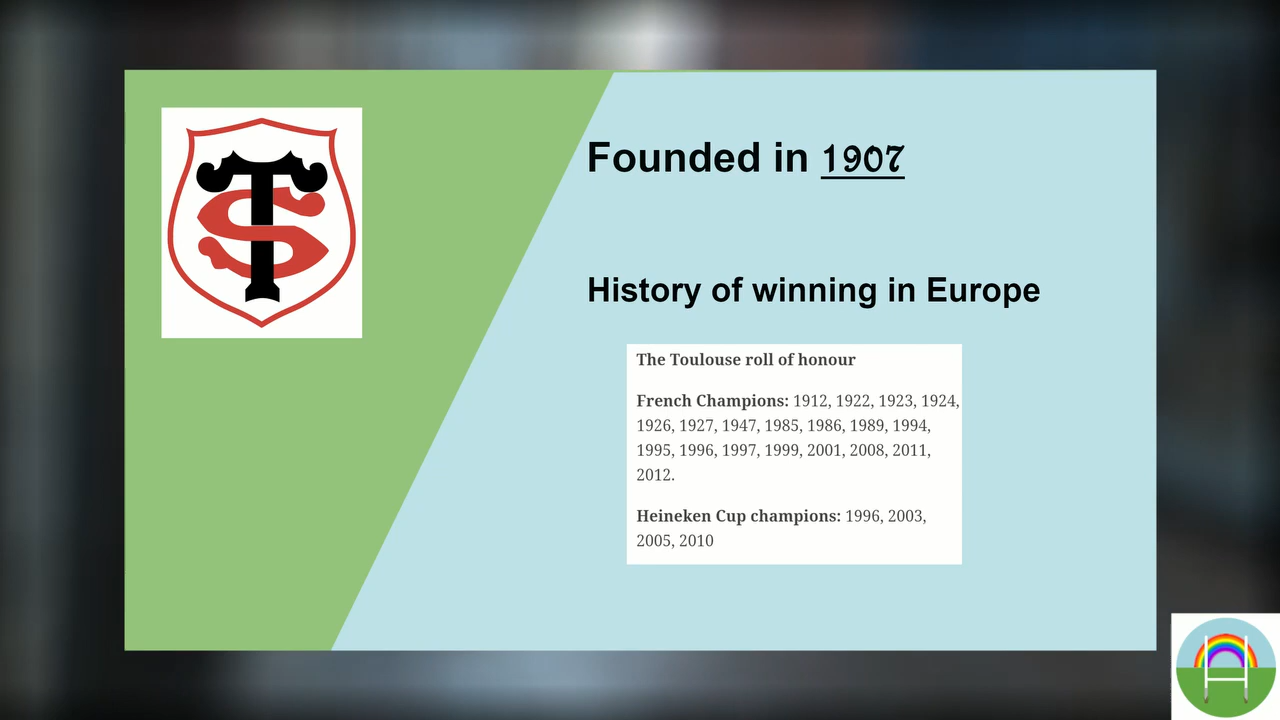 Founded in 1907
History of winning in Europe
The Toulouse roll of honour
French Champions: 1912, 1922, 1923, 1924,
1926, 1927, 1947, 1985, 1986, 1989, 1994,
1995, 1996, 1997, 1999, 2001, 2008, 2011,
2012.
Heineken Cup champions: 1996, 2003,
2005, 2010